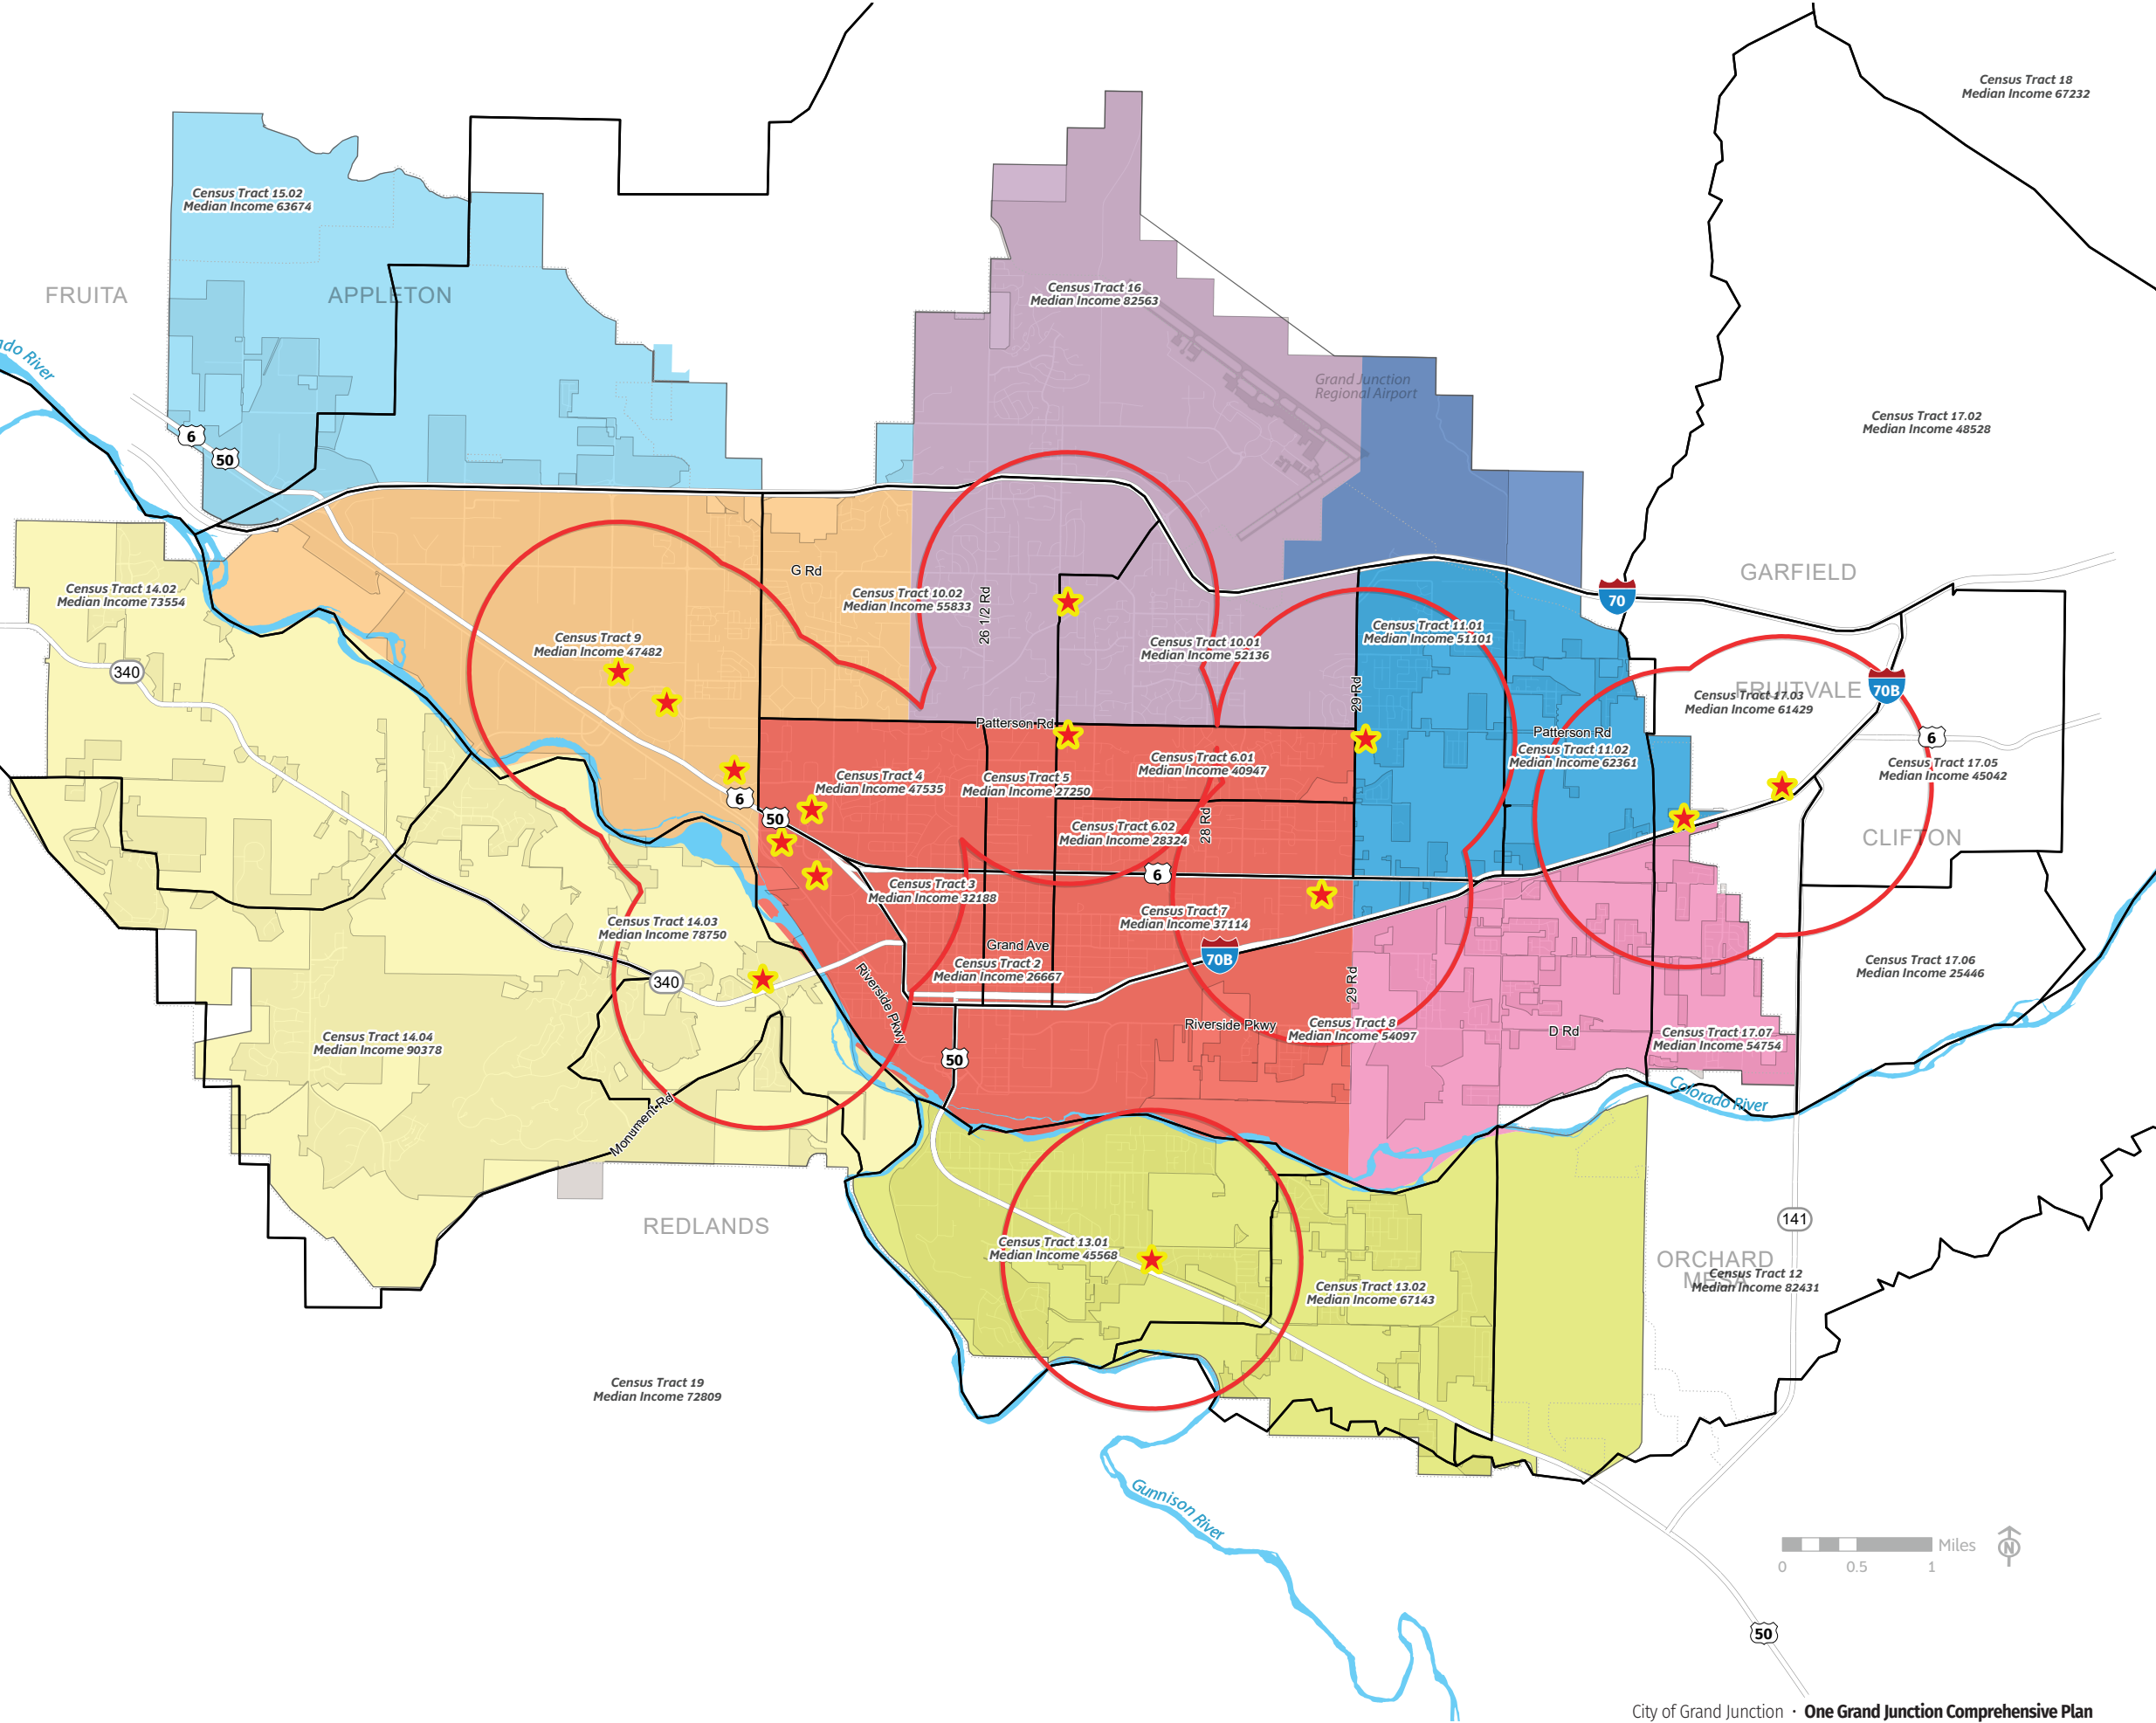 Census Tract 18
Median Income 67232
Census Tract 15.02
Median Income 63674
FRUITA
APPLETON
Census Tract 16
Median Income 82563
River
Grand Junction
Regional Airport
Census Tract 17.02
Median Income 48528
6
50
G Rd
GARFIELD
Census Tract 14.02
Median Income 73554
Census Tract 10.02
Median Income 55833
26 1/2 Rd
70
Census Tract 9
Median Income 47482
Census Tract 10.01
Median Income 52136
Census Tract 11.01
Median Income 51101
340
29 Rd
FRUITVALE
70B
Census Tract 17.03
Median Income 61429
Patterson Rd
Patterson Rd
6
Census Tract 4
Median Income 47535
Census Tract 5
Median Income 27250
Census Tract 6.01
Median Income 40947
Census Tract 11.02
Median Income 62361
Census Tract 17.05
Median Income 45042
6
50
28 Rd
Census Tract 6.02
Median Income 28324
CLIFTON
6
Census Tract 3
Median Income 32188
Census Tract 7
Median Income 37114
Census Tract 14.03
Median Income 78750
Grand Ave
70B
Census Tract 2
Median Income 26667
Census Tract 17.06
Median Income 25446
340
Riverside Pkwy
29 Rd
Census Tract 14.04
Median Income 90378
Riverside Pkwy
Census Tract 8
Median Income 54097
D Rd
Census Tract 17.07
Median Income 54754
50
Colorado River
Monument Rd
REDLANDS
141
Census Tract 13.01
Median Income 45568
ORCHARD
MESA
Census Tract 12
Median Income 82431
Census Tract 13.02
Median Income 67143
Census Tract 19
Median Income 72809
Gunnison River
Miles
N
0 0.5 1
50
City of Grand Junction · One Grand Junction Comprehensive Plan